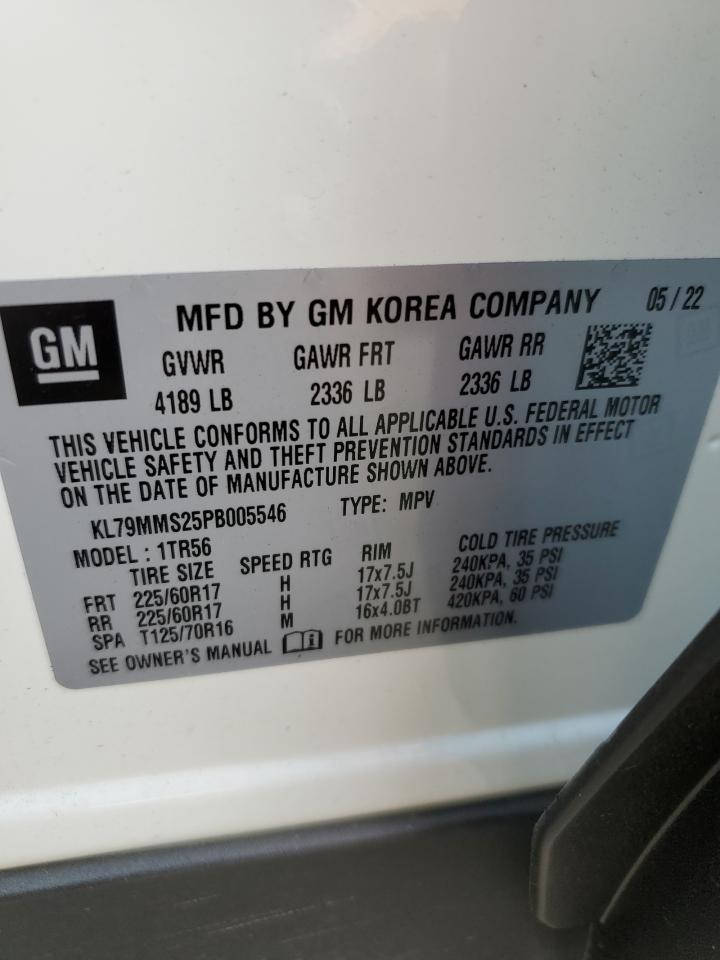 GM
MFD BY GM KOREA COMPANY 05 / 22
GVWR GAWR FRT GAWR RR
4189 LB 2336 LB 2336 LB
THIS VEHICLE CONFORMS TO ALL APPLICABLE U.S. FEDERAL MOTOR
VEHICLE SAFETY AND THEFT PREVENTION STANDARDS IN EFFECT
ON THE DATE OF MANUFACTURE SHOWN ABOVE.
KL79MMS25PB005546 TYPE: MPV
MODEL : 1TR56
TIRE SIZE SPEED RTG RIM COLD TIRE PRESSURE
FRT 225/60R17 H 17x7.5J 240KPA, 35 PSI
RR 225/60R17 H 17x7.5J 240KPA, 35 PSI
SPA T125/70R16 M 16x4.0BT 420KPA, 60 PSI
SEE OWNER'S MANUAL FOR MORE INFORMATION.